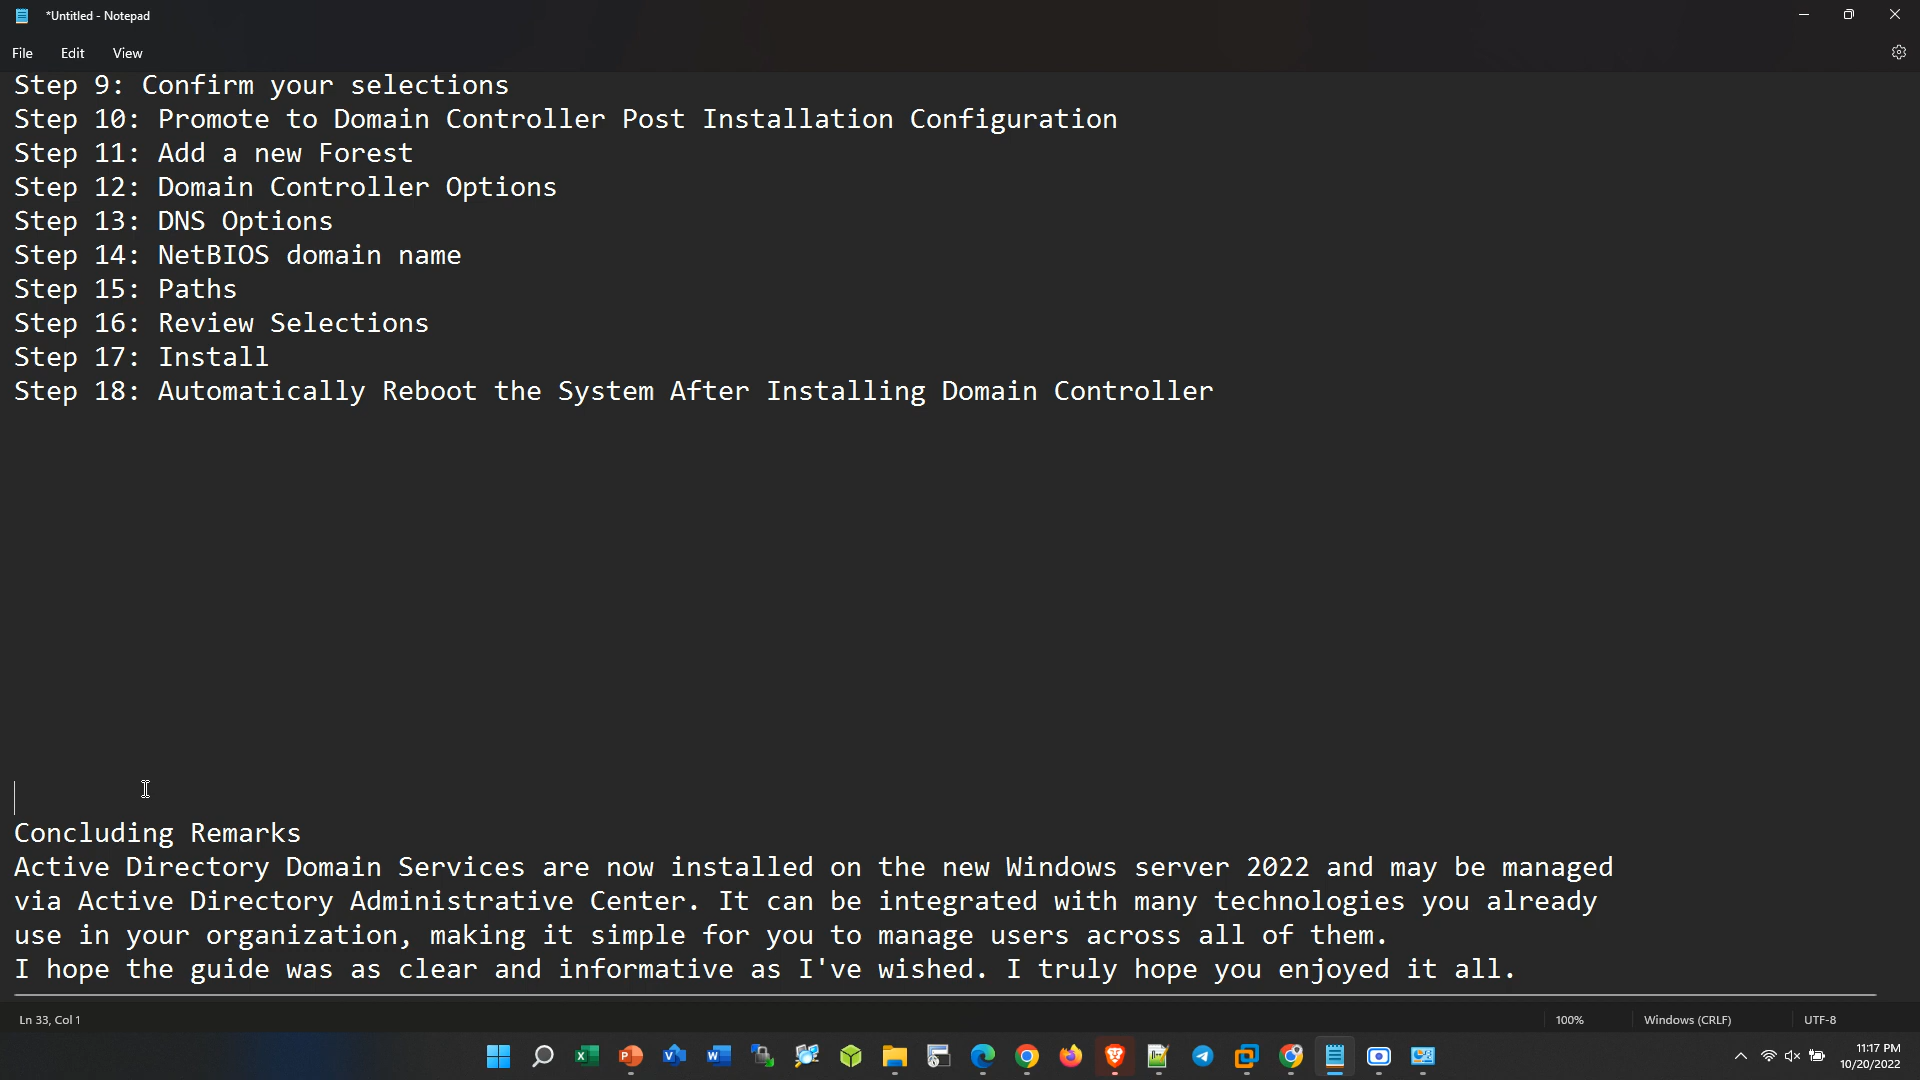 *Untitled - Notepad
File Edit View
Step 9: Confirm your selections
Step 10: Promote to Domain Controller Post Installation Configuration
Step 11: Add a new Forest
Step 12: Domain Controller Options
Step 13: DNS Options
Step 14: NetBIOS domain name
Step 15: Paths
Step 16: Review Selections
Step 17: Install
Step 18: Automatically Reboot the System After Installing Domain Controller
Concluding Remarks
Active Directory Domain Services are now installed on the new Windows server 2022 and may be managed
via Active Directory Administrative Center. It can be integrated with many technologies you already
use in your organization, making it simple for you to manage users across all of them.
I hope the guide was as clear and informative as I've wished. I truly hope you enjoyed it all.
Ln 33, Col 1 100% Windows (CRLF) UTF-8
11:17 PM
10/20/2022